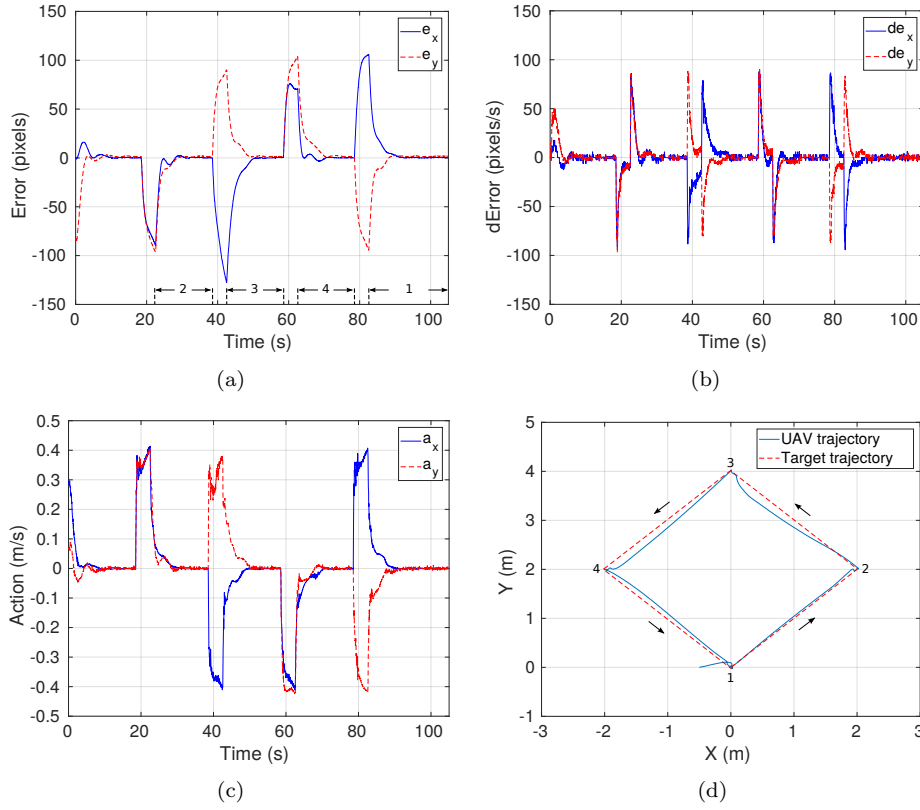 150
100
50
0
-50
-100
-150
Error (pixels)
e_x
e_y
2
3
4
1
0 20 40 60 80 100
Time (s)
(a)
150
100
50
0
-50
-100
-150
dError (pixels/s)
de_x
de_y
0 20 40 60 80 100
Time (s)
(b)
0.5
0.4
0.3
0.2
0.1
0
-0.1
-0.2
-0.3
-0.4
-0.5
Action (m/s)
a_x
a_y
0 20 40 60 80 100
Time (s)
(c)
5
4
3
2
1
0
-1
Y (m)
UAV trajectory
Target trajectory
3
4
2
1
-3 -2 -1 0 1 2 3
X (m)
(d)